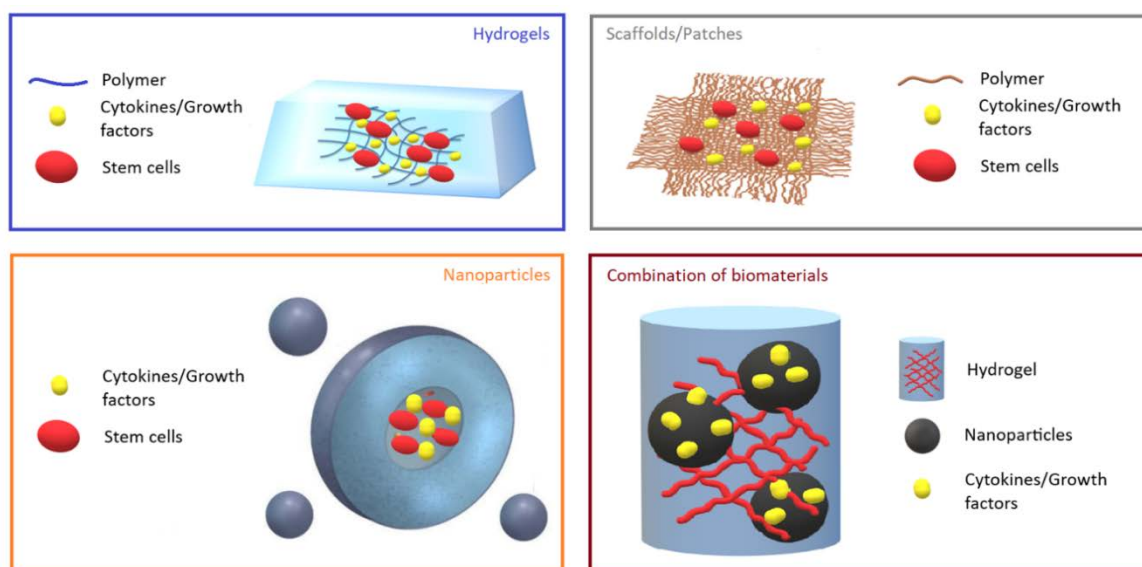 Hydrogels
Polymer
Cytokines/Growth
factors
Stem cells
Scaffolds/Patches
Polymer
Cytokines/Growth
factors
Stem cells
Nanoparticles
Cytokines/Growth
factors
Stem cells
Combination of biomaterials
Hydrogel
Nanoparticles
Cytokines/Growth
factors